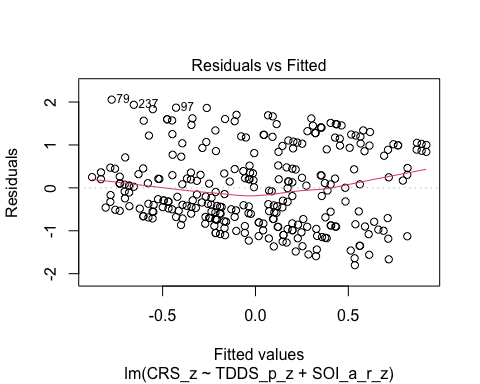 Residuals vs Fitted
79
237
97
Residuals
2
1
0
-1
-2
-0.5
0.0
0.5
Fitted values
lm(CRS_z ~ TDDS_p_z + SOI_a_r_z)